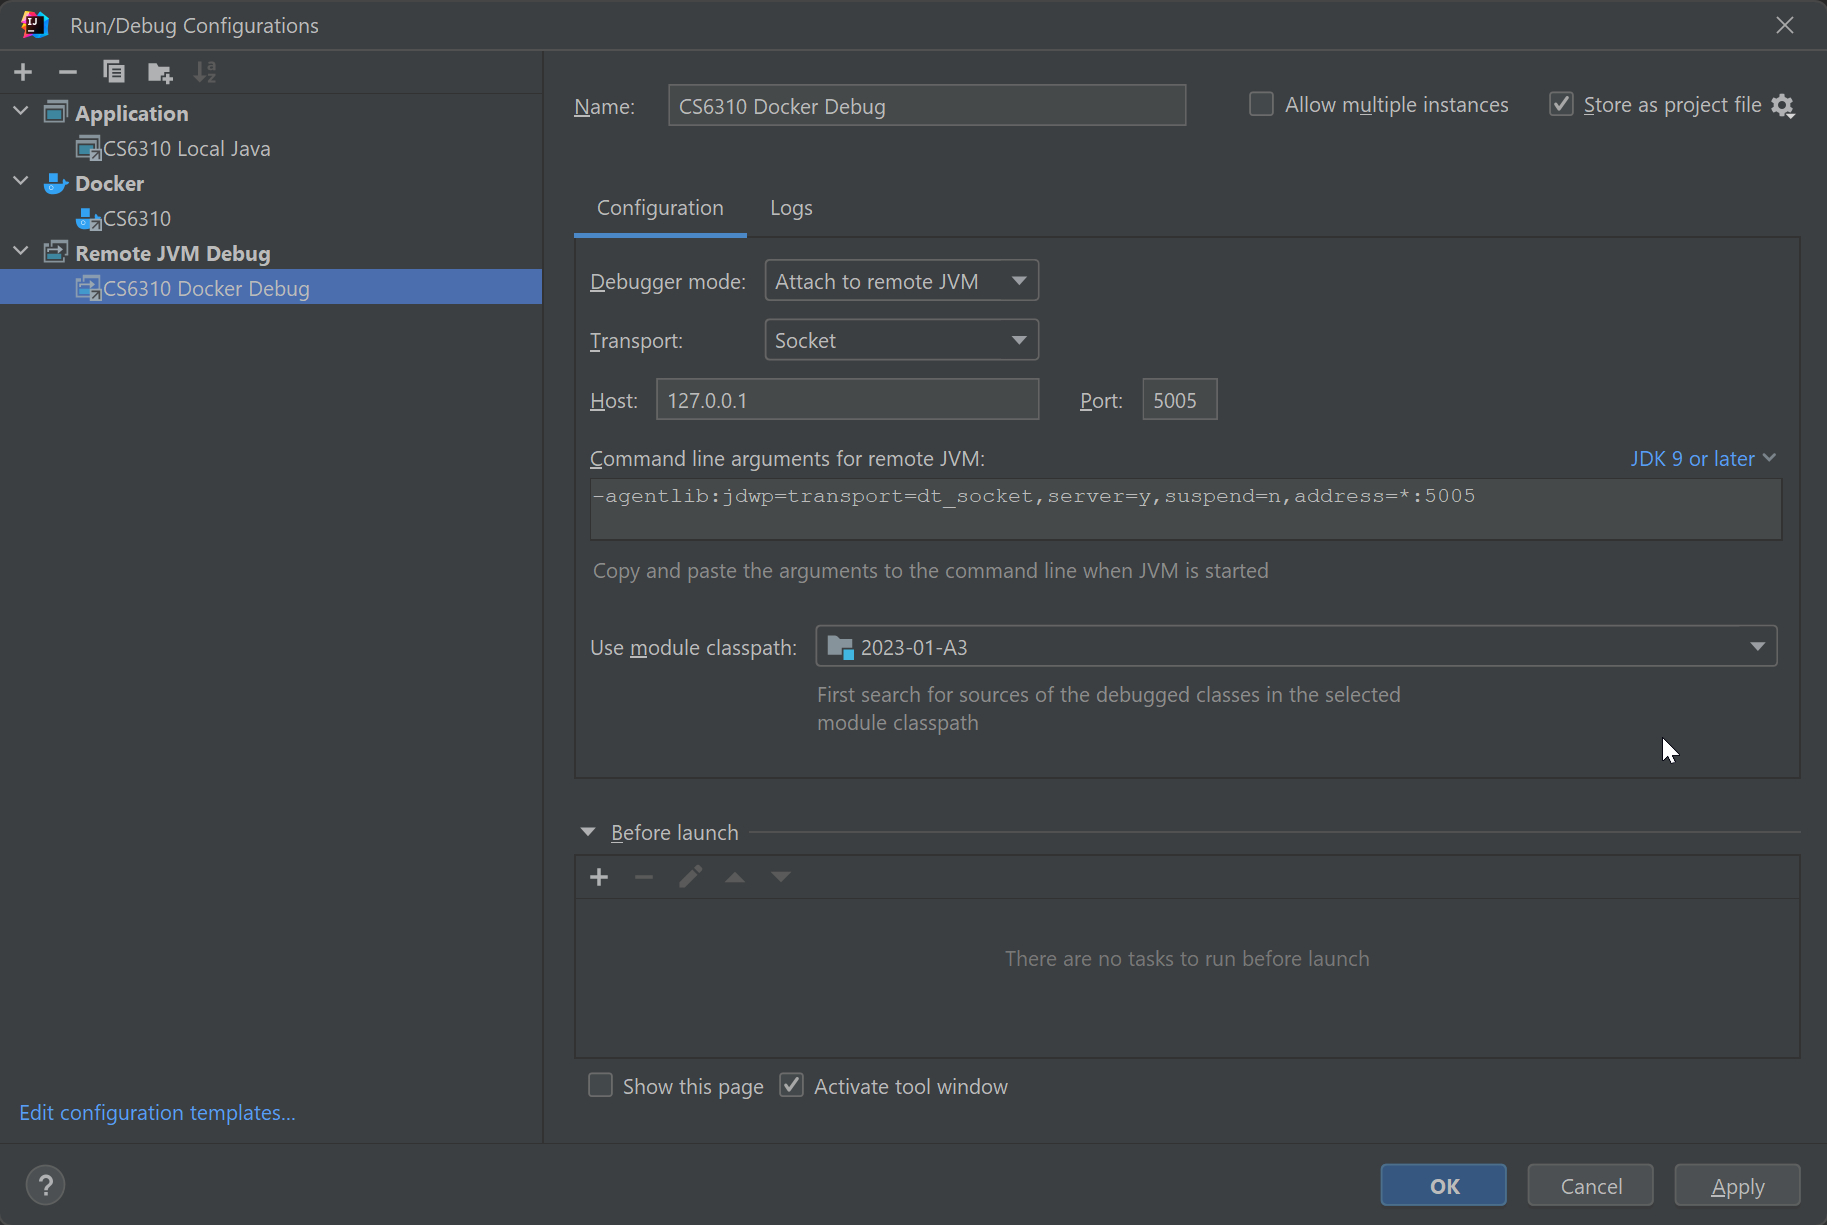 Run/Debug Configurations
Application
CS6310 Local Java
Docker
CS6310
Remote JVM Debug
CS6310 Docker Debug
Edit configuration templates...
Name: CS6310 Docker Debug Allow multiple instances Store as project file
Configuration Logs
Debugger mode: Attach to remote JVM
Transport: Socket
Host: 127.0.0.1 Port: 5005
Command line arguments for remote JVM: JDK 9 or later
-agentlib:jdwp=transport=dt_socket,server=y,suspend=n,address=*:5005
Copy and paste the arguments to the command line when JVM is started
Use module classpath: 2023-01-A3
First search for sources of the debugged classes in the selected
module classpath
Before launch
There are no tasks to run before launch
Show this page Activate tool window
? OK Cancel Apply